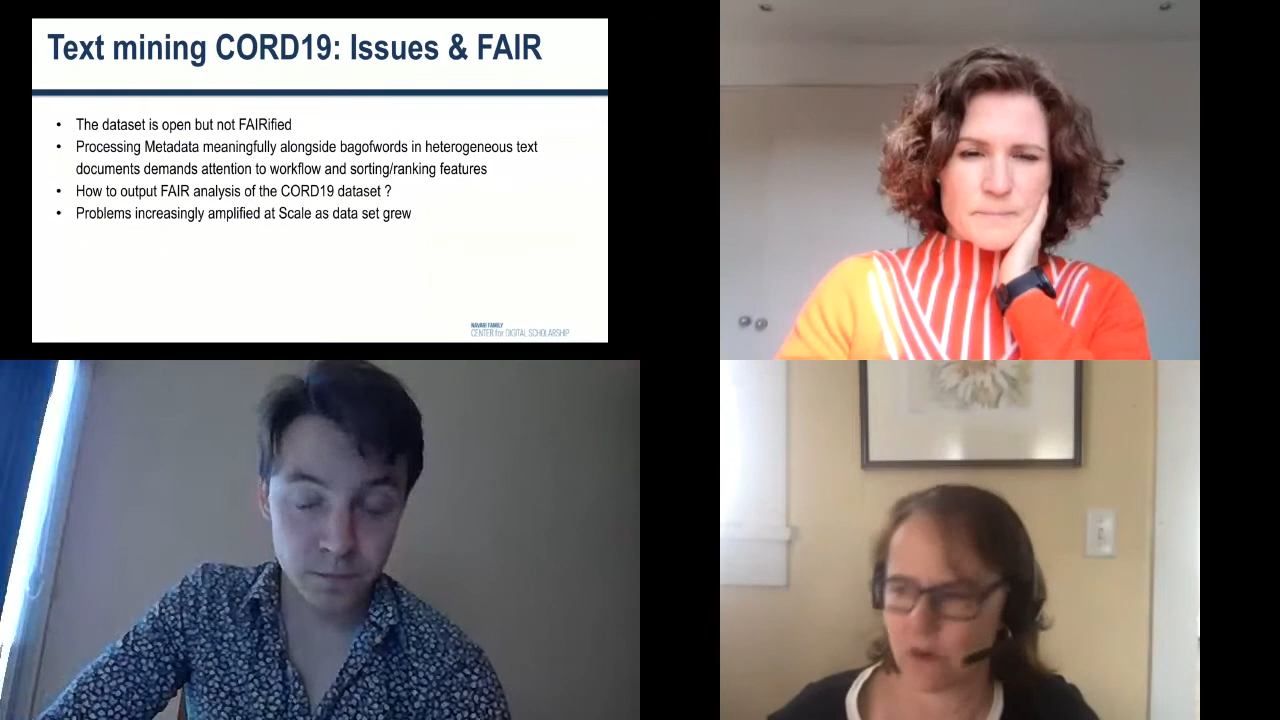 Text mining CORD19: Issues & FAIR
• The dataset is open but not FAIRified
• Processing Metadata meaningfully alongside bagofwords in heterogeneous text
documents demands attention to workflow and sorting/ranking features
• How to output FAIR analysis of the CORD19 dataset ?
• Problems increasingly amplified at Scale as data set grew
NAVARI FAMILY
CENTER for DIGITAL SCHOLARSHIP